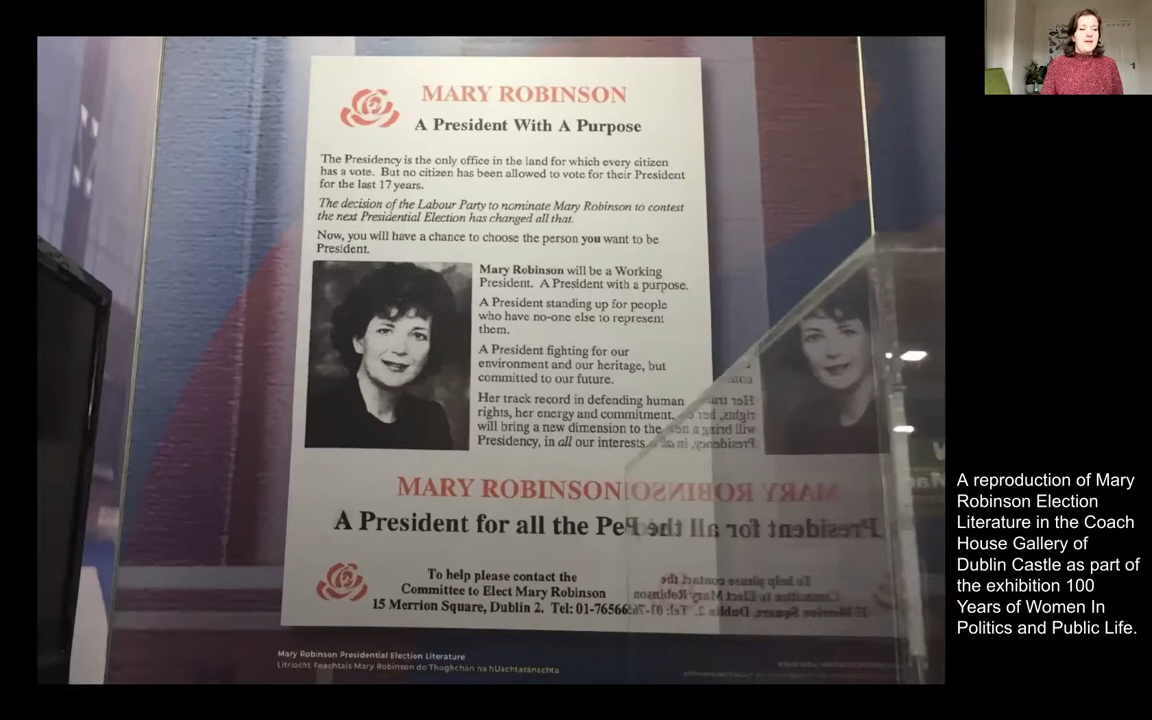 MARY ROBINSON
A President With A Purpose
The Presidency is the only office in the land for which every citizen
has a vote. But no citizen has been allowed to vote for their President
for the last 17 years.
The decision of the Labour Party to nominate Mary Robinson to contest
the next Presidential Election has changed all that.
Now, you will have a chance to choose the person you want to be
President.
Mary Robinson will be a Working
President. A President with a purpose.
A President standing up for people
who have no-one else to represent
them.
A President fighting for our
environment and our heritage, but
committed to our future.
Her track record in defending human
rights, her energy and commitment,
will bring a new dimension to the
Presidency, in all our interests
MARY ROBINSON
A President for all the
To help please contact the
Committee to Elect Mary Robinson
15 Merrion Square, Dublin 2. Tel: 01-76566
Mary Robinson Presidential Election Literature
Litríocht Feachtais Mary Robinson do Thoghchán na hUachtaránachta
A reproduction of Mary
Robinson Election
Literature in the Coach
House Gallery of
Dublin Castle as part of
the exhibition 100
Years of Women In
Politics and Public Life.